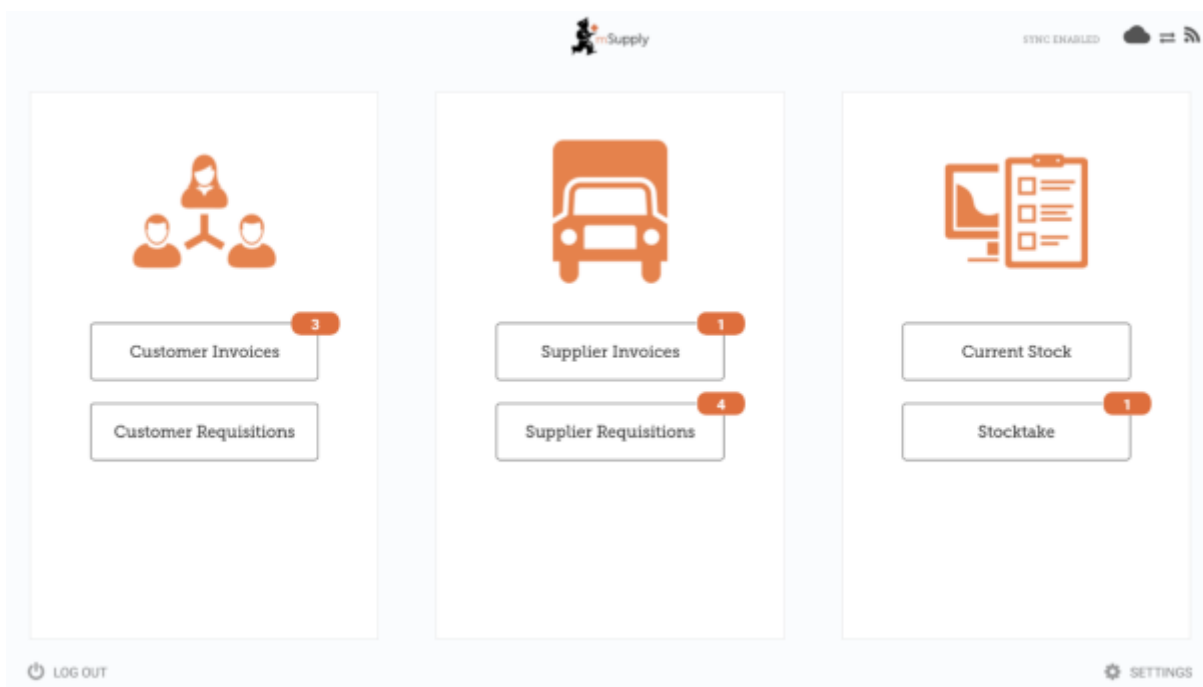 mSupply
SYNC ENABLED
3
Customer Invoices
Customer Requisitions
1
Supplier Invoices
4
Supplier Requisitions
Current Stock
1
Stocktake
LOG OUT
SETTINGS